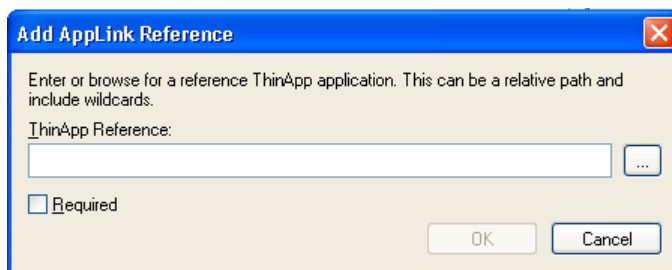 Add AppLink Reference
Enter or browse for a reference ThinApp application. This can be a relative path and
include wildcards.
ThinApp Reference:
...
Required
OK
Cancel